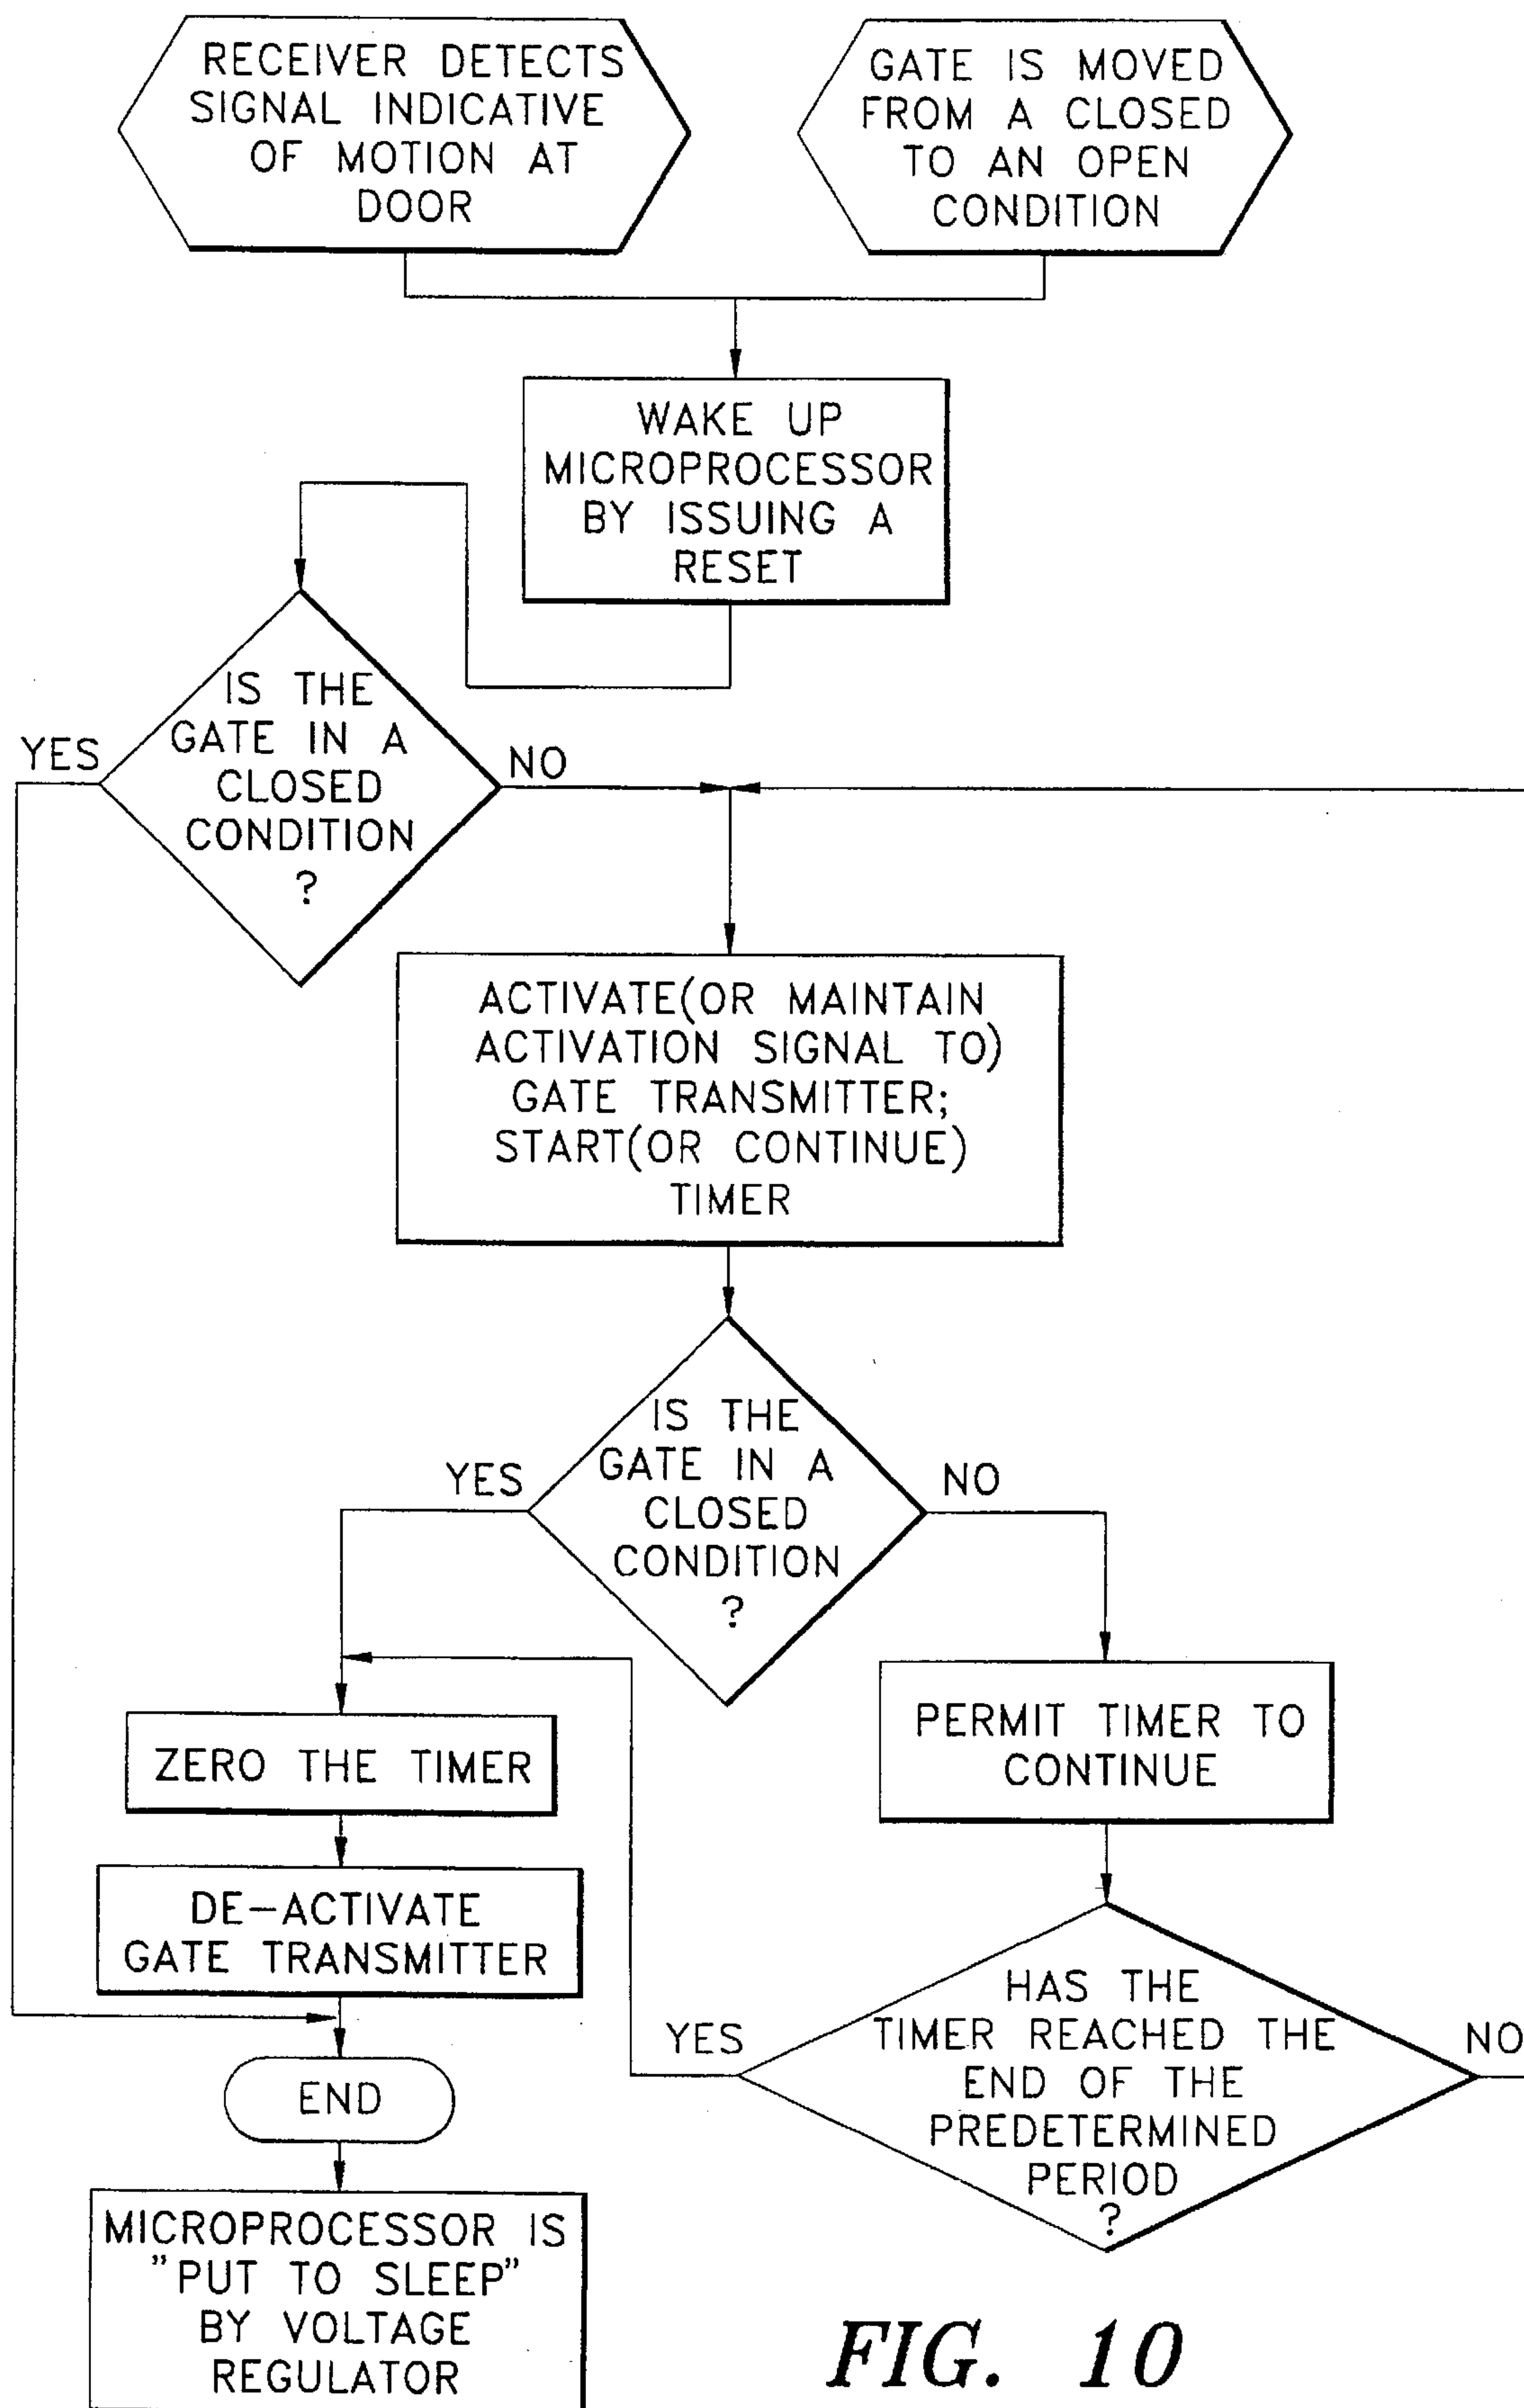 RECEIVER DETECTS
SIGNAL INDICATIVE
OF MOTION AT
DOOR
GATE IS MOVED
FROM A CLOSED
TO AN OPEN
CONDITION
WAKE UP
MICROPROCESSOR
BY ISSUING A
RESET
IS THE
GATE IN A
CLOSED
CONDITION
?
YES
NO
ACTIVATE(OR MAINTAIN
ACTIVATION SIGNAL TO)
GATE TRANSMITTER;
START(OR CONTINUE)
TIMER
IS THE
GATE IN A
CLOSED
CONDITION
?
YES
NO
ZERO THE TIMER
PERMIT TIMER TO
CONTINUE
DE-ACTIVATE
GATE TRANSMITTER
HAS THE
TIMER REACHED THE
END OF THE
PREDETERMINED
PERIOD
?
YES
NO
END
MICROPROCESSOR IS
"PUT TO SLEEP"
BY VOLTAGE
REGULATOR
FIG. 10